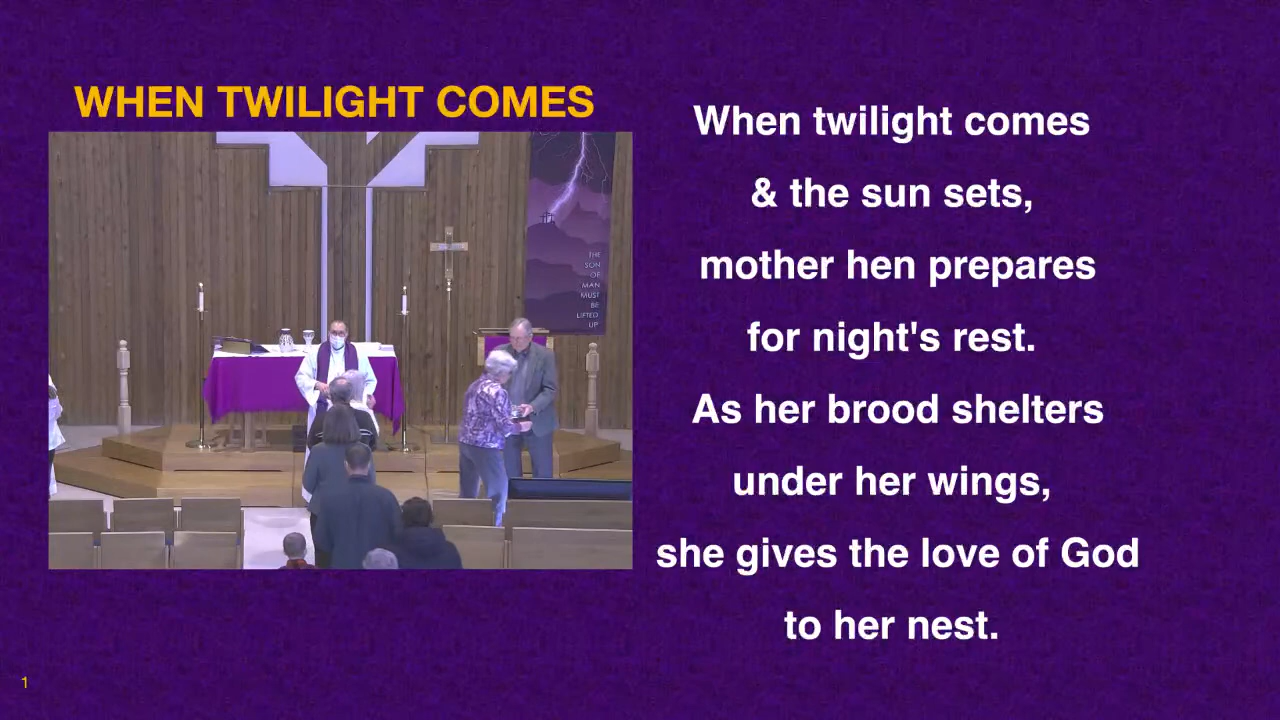 WHEN TWILIGHT COMES
When twilight comes
& the sun sets,
mother hen prepares
for night's rest.
As her brood shelters
under her wings,
she gives the love of God
to her nest.
THE
SON
OF
MAN
MUST
BE
LIFTED
UP
1